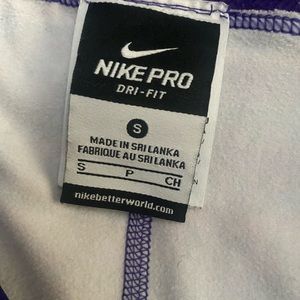 NIKE PRO
DRI-FIT
S
MADE IN SRI LANKA
FABRIQUE AU SRI LANKA
S P CH
nikebetterworld.com